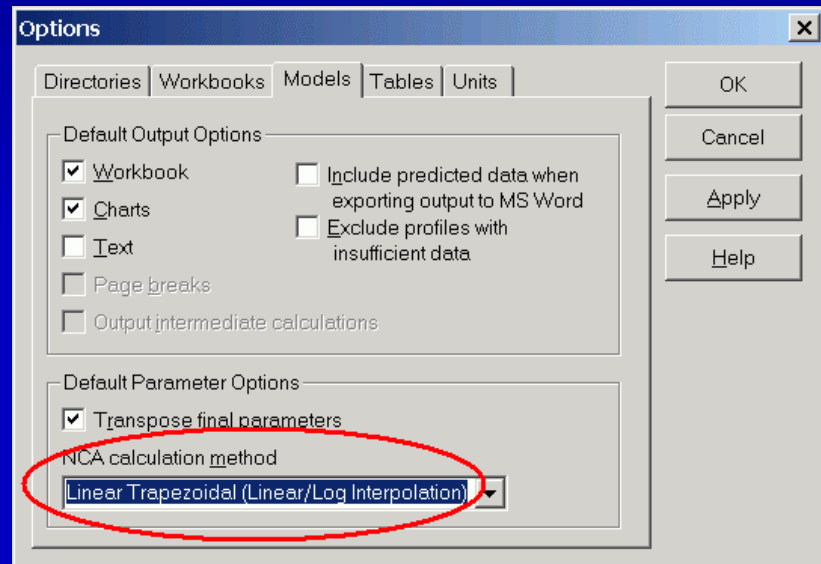 Options
Directories
Workbooks
Models
Tables
Units
OK
Cancel
Apply
Help
Default Output Options
Workbook
Charts
Text
Page breaks
Output intermediate calculations
Include predicted data when
exporting output to MS Word
Exclude profiles with
insufficient data
Default Parameter Options
Transpose final parameters
NCA calculation method
Linear Trapezoidal (Linear/Log Interpolation)